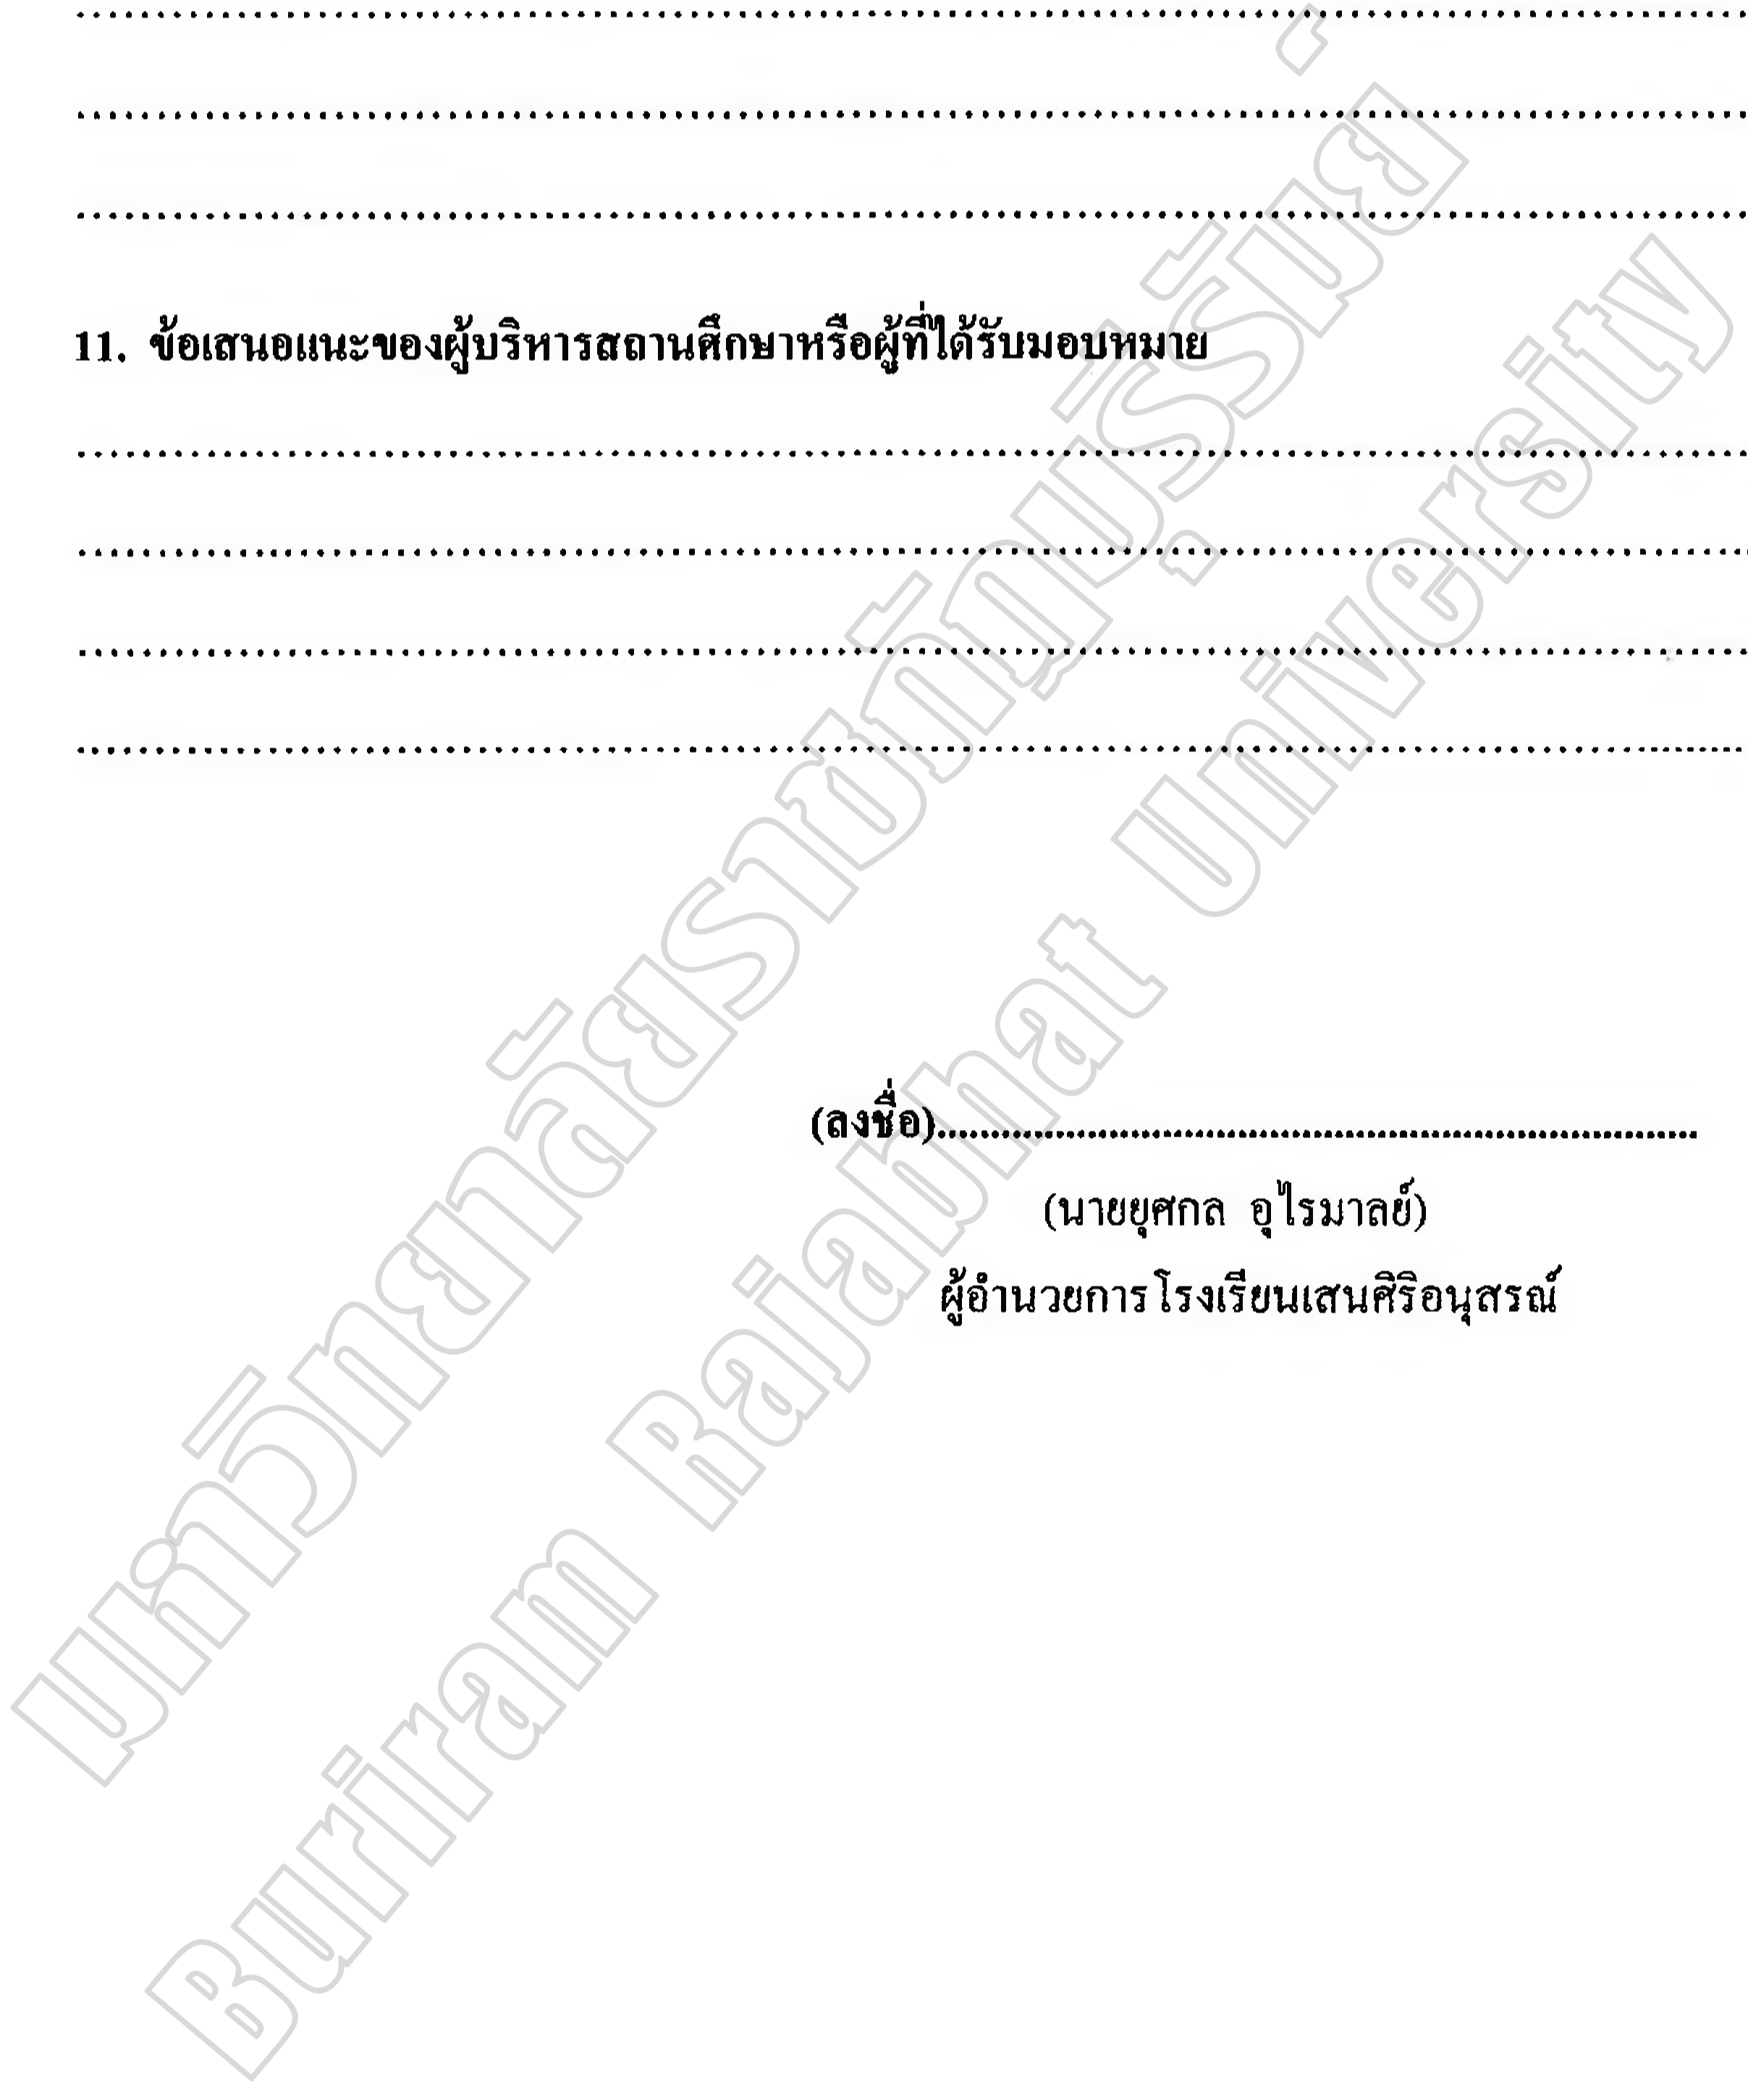 ........................................................................................................
........................................................................................................
........................................................................................................
11. ข้อเสนอแนะของผู้บริหารสถานศึกษาหรือผู้ที่ได้รับมอบหมาย
........................................................................................................
........................................................................................................
........................................................................................................
........................................................................................................
(ลงชื่อ)......................................................................
(นายยุศกล อุไรมาลย์)
ผู้อำนวยการโรงเรียนเสนศิริอนุสรณ์
มหาวิทยาลัยราชภัฏบุรีรัมย์
Buriram Rajabhat University